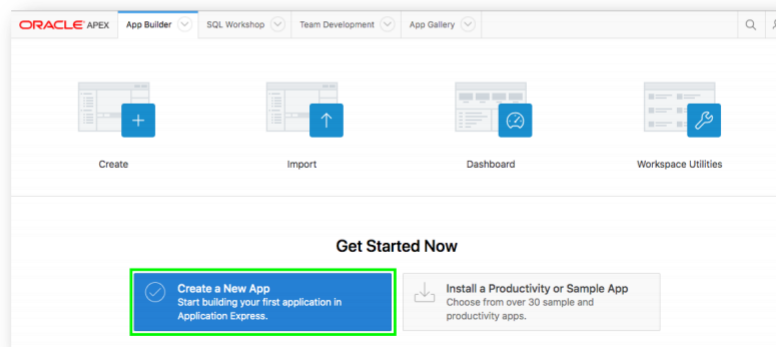 ORACLE APEX App Builder SQL Workshop Team Development App Gallery
Create Import Dashboard Workspace Utilities
Get Started Now
Create a New App
Start building your first application in
Application Express.
Install a Productivity or Sample App
Choose from over 30 sample and
productivity apps.